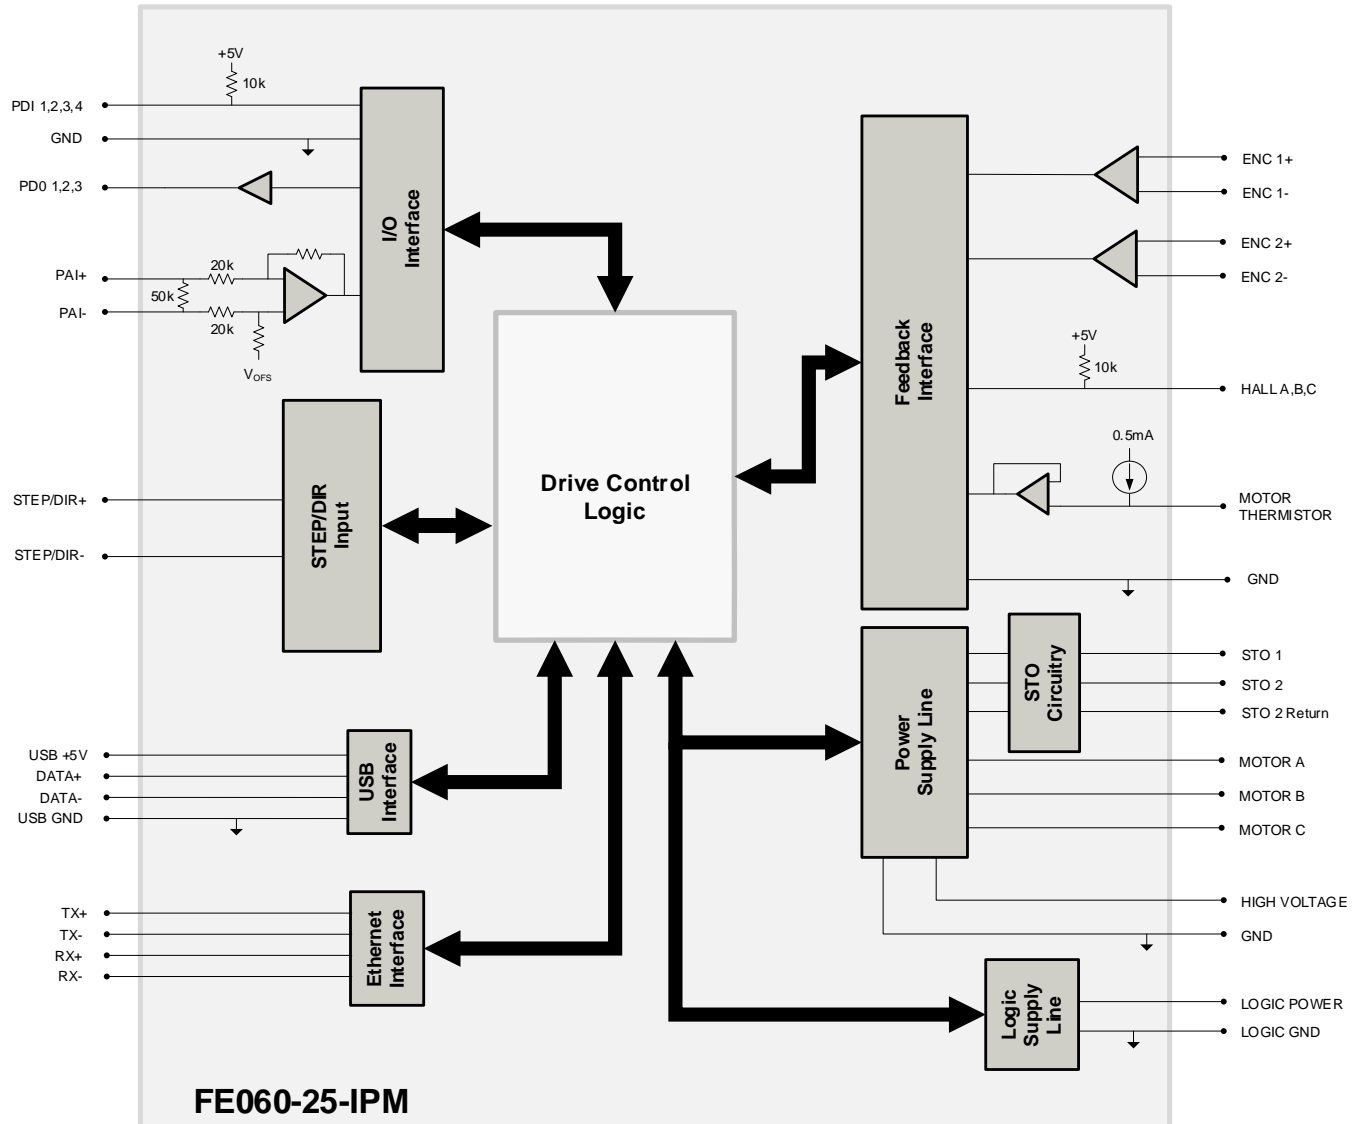 +5V
10k
PDI 1,2,3,4
GND
PD0 1,2,3
I/O
Interface
PAI+
20k
50k
PAI-
20k
VOFS
STEP/DIR+
STEP/DIR-
STEP/DIR
Input
Drive Control
Logic
USB +5V
DATA+
DATA-
USB GND
USB
Interface
TX+
TX-
RX+
RX-
Ethernet
Interface
Feedback
Interface
ENC 1+
ENC 1-
ENC 2+
ENC 2-
+5V
10k
HALL A,B,C
0.5mA
MOTOR
THERMISTOR
GND
Power
Supply Line
STO
Circuitry
STO 1
STO 2
STO 2 Return
MOTOR A
MOTOR B
MOTOR C
HIGH VOLTAGE
GND
Logic
Supply
Line
LOGIC POWER
LOGIC GND
FE060-25-IPM